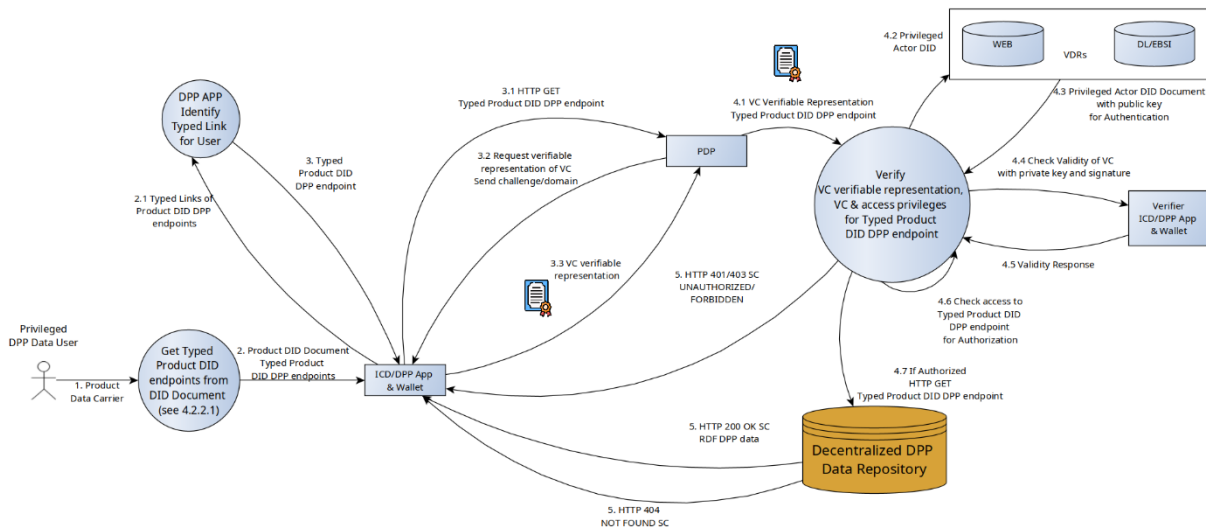 4.2 Privileged
Actor DID
WEB
VDRs
DL/EBSI
DPP APP
Identify
Typed Link
for User
3.1 HTTP GET
Typed Product DID DPP endpoint
4.1 VC Verifiable Representation
Typed Product DID DPP endpoint
4.3 Privileged Actor DID Document
with public key
for Authentication
3. Typed
Product DID
DPP endpoint
3.2 Request verifiable
representation of VC
Send challenge/domain
PDP
Verify
VC verifiable representation,
VC & access privileges
for Typed Product
DID DPP endpoint
4.4 Check Validity of VC
with private key and signature
2.1 Typed Links of
Product DID DPP
endpoints
Verifier
ICD/DPP App
& Wallet
3.3 VC verifiable
representation
5. HTTP 401/403 SC
UNAUTHORIZED/
FORBIDDEN
4.5 Validity Response
4.6 Check access to
Typed Product DID
DPP endpoint
for Authorization
Privileged
DPP Data User
1. Product
Data Carrier
Get Typed
Product DID
endpoints from
DID Document
(see 4.2.2.1)
2. Product DID Document
Typed Product
DID DPP endpoints
ICD/DPP App
& Wallet
4.7 If Authorized
HTTP GET
Typed Product DID DPP endpoint
5. HTTP 200 OK SC
RDF DPP data
Decentralized DPP
Data Repository
5. HTTP 404
NOT FOUND SC